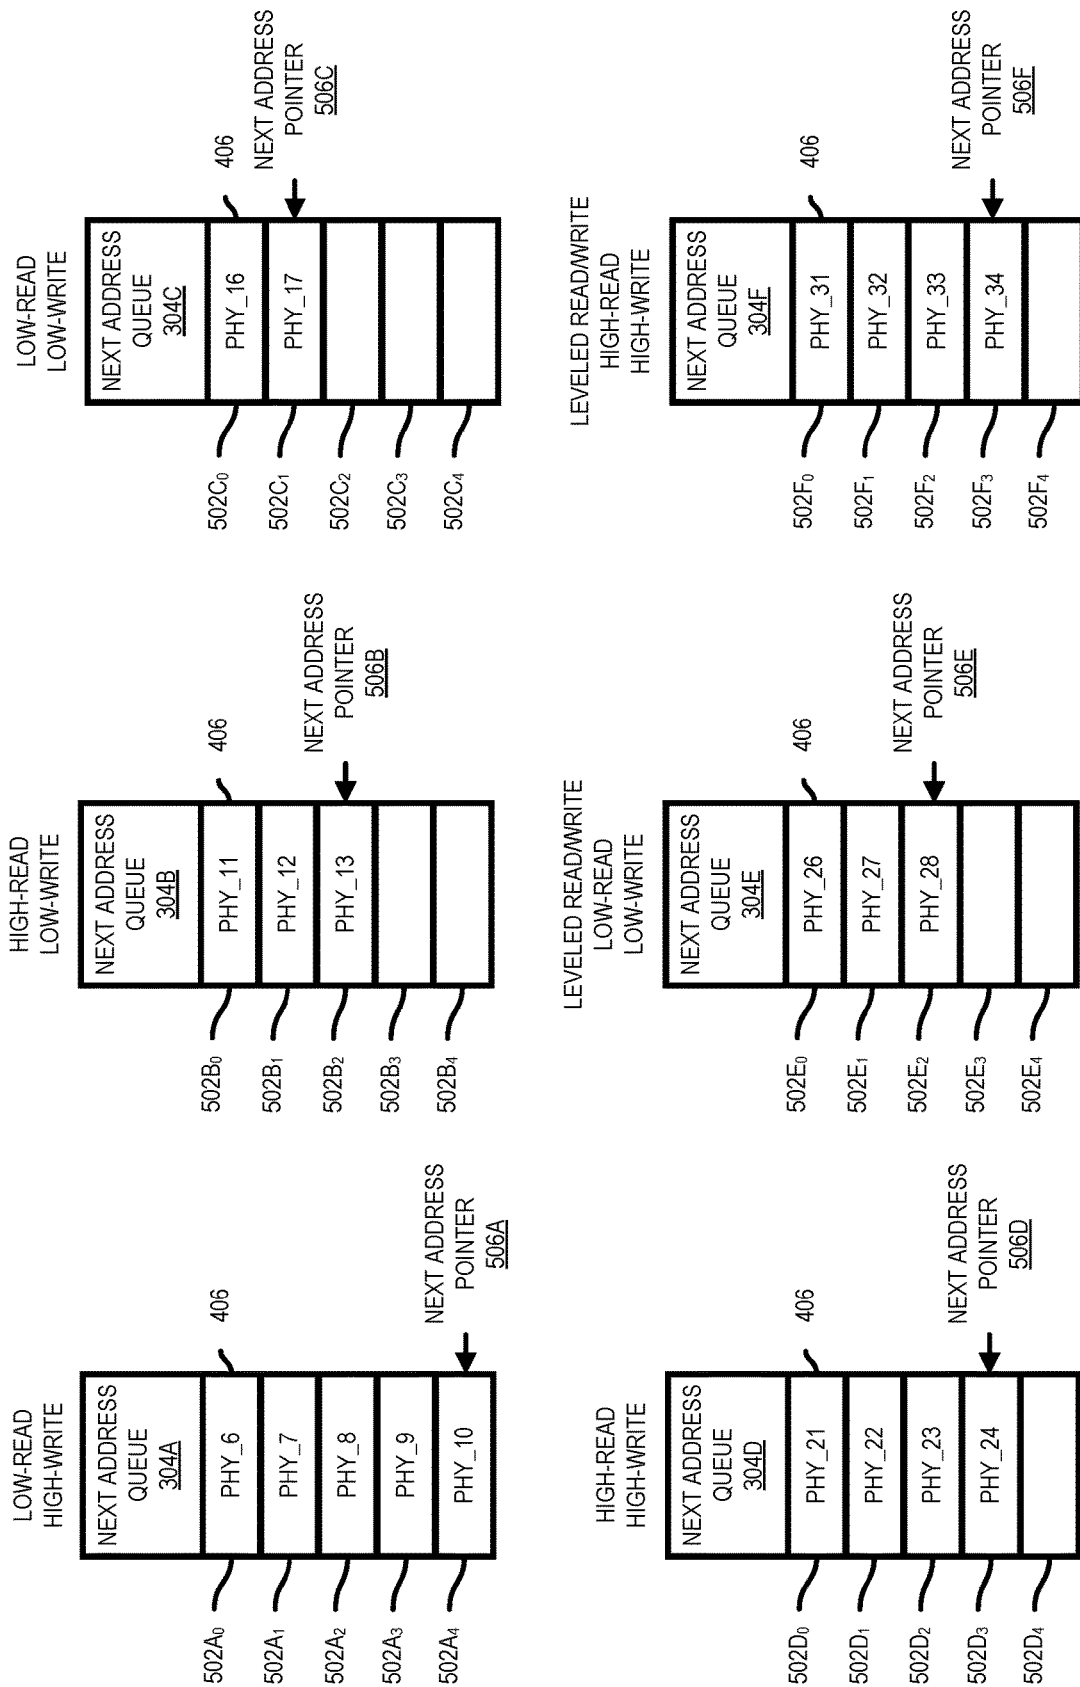 LOW-READ
HIGH-WRITE
NEXT ADDRESS
QUEUE
304A
502A₀
PHY_6
406
502A₁
PHY_7
502A₂
PHY_8
502A₃
PHY_9
502A₄
PHY_10
NEXT ADDRESS
POINTER
506A
HIGH-READ
LOW-WRITE
NEXT ADDRESS
QUEUE
304B
502B₀
PHY_11
406
502B₁
PHY_12
502B₂
PHY_13
NEXT ADDRESS
POINTER
506B
502B₃
502B₄
LOW-READ
LOW-WRITE
NEXT ADDRESS
QUEUE
304C
502C₀
PHY_16
406
502C₁
PHY_17
NEXT ADDRESS
POINTER
506C
502C₂
502C₃
502C₄
HIGH-READ
HIGH-WRITE
NEXT ADDRESS
QUEUE
304D
502D₀
PHY_21
406
502D₁
PHY_22
502D₂
PHY_23
502D₃
PHY_24
NEXT ADDRESS
POINTER
506D
502D₄
LEVELED READ/WRITE
LOW-READ
LOW-WRITE
NEXT ADDRESS
QUEUE
304E
502E₀
PHY_26
406
502E₁
PHY_27
502E₂
PHY_28
NEXT ADDRESS
POINTER
506E
502E₃
502E₄
LEVELED READ/WRITE
HIGH-READ
HIGH-WRITE
NEXT ADDRESS
QUEUE
304F
502F₀
PHY_31
406
502F₁
PHY_32
502F₂
PHY_33
502F₃
PHY_34
NEXT ADDRESS
POINTER
506F
502F₄